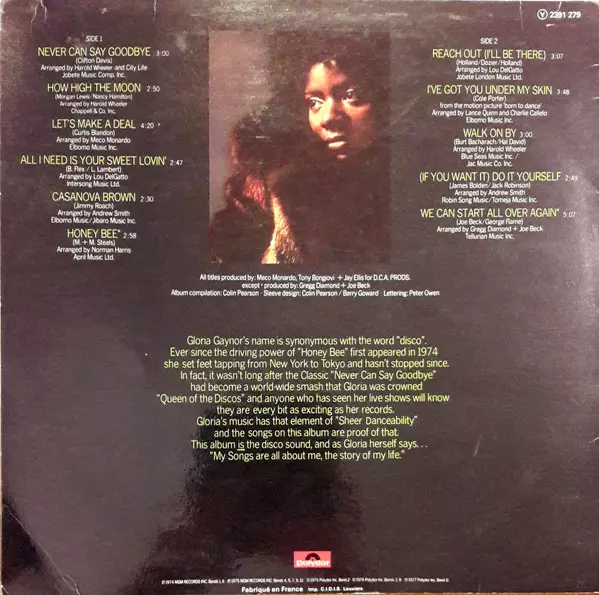 Y 2391 279
SIDE 1
NEVER CAN SAY GOODBYE 3:00
(Clifton Davis)
Arranged by Harold Wheeler and City Life
Jobete Music Comp. Inc.
HOW HIGH THE MOON 2:50
(Morgan Lewis/Nancy Hamilton)
Arranged by Harold Wheeler
Chappell & Co. Inc.
LET'S MAKE A DEAL 4:20
(Curtis Blandon)
Arranged by Meco Monardo
Elbomo Music Inc.
ALL I NEED IS YOUR SWEET LOVIN' 2:47
(B. Flex / L. Lambert)
Arranged by Lou DelGatto
Intersong Music Ltd.
CASANOVA BROWN 2:30
(Jimmy Roach)
Arranged by Andrew Smith
Elbomo Music/Jibaro Music Inc.
HONEY BEE* 2:58
(M. + M. Steals)
Arranged by Norman Harris
April Music Ltd.
SIDE 2
REACH OUT (I'LL BE THERE) 3:07
(Holland/Dozier/Holland)
Arranged by Lou DelGatto
Jobete London Music Ltd.
I'VE GOT YOU UNDER MY SKIN 3:48
(Cole Porter)
from the motion picture 'born to dance'
Arranged by Lance Quinn and Charlie Callelo
Elbomo Music Inc.
WALK ON BY 3:00
(Burt Bacharach/Hal David)
Arranged by Harold Wheeler
Blue Seas Music Inc. /
Jac Music Co. Inc.
(IF YOU WANT IT) DO IT YOURSELF 2:49
(James Bolden/Jack Robinson)
Arranged by Andrew Smith
Robin Song Music/Tomeja Music Inc.
WE CAN START ALL OVER AGAIN* 5:07
(Joe Beck/George Flame)
Arranged by Gregg Diamond + Joe Beck
Tellurian Music Inc.
All titles produced by: Meco Monardo, Tony Bongiovi + Jay Ellis for D.C.A. PRODS.
except * produced by: Gregg Diamond + Joe Beck
Album compilation: Colin Pearson · Sleeve design: Colin Pearson / Barry Goward · Lettering: Peter Owen
Gloria Gaynor's name is synonymous with the word "disco".
Ever since the driving power of "Honey Bee" first appeared in 1974
she set feet tapping from New York to Tokyo and hasn't stopped since.
In fact, it wasn't long after the Classic "Never Can Say Goodbye"
had become a world-wide smash that Gloria was crowned
"Queen of the Discos" and anyone who has seen her live shows will know
they are every bit as exciting as her records.
Gloria's music has that element of "Sheer Danceability"
and the songs on this album are proof of that.
This album is the disco sound, and as Gloria herself says...
"My Songs are all about me, the story of my life."
polydor
Fabriqué en France imp. C.I.D.I.S. Louviers